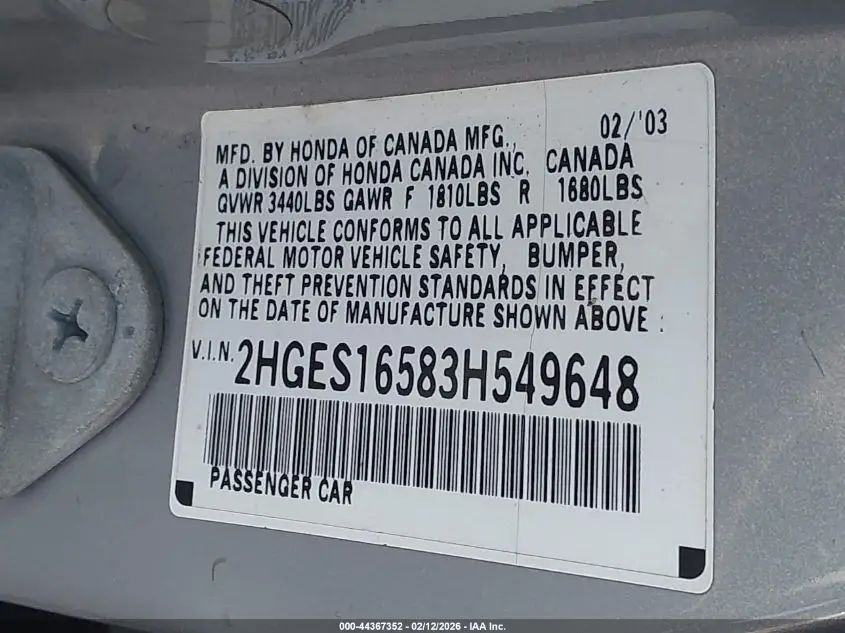 02/'03
MFD. BY HONDA OF CANADA MFG.,
A DIVISION OF HONDA CANADA INC. CANADA
GVWR 3440LBS GAWR F 1810LBS R 1680LBS
THIS VEHICLE CONFORMS TO ALL APPLICABLE
FEDERAL MOTOR VEHICLE SAFETY, BUMPER,
AND THEFT PREVENTION STANDARDS IN EFFECT
ON THE DATE OF MANUFACTURE SHOWN ABOVE :
V.I.N. 2HGES16583H549648
PASSENGER CAR
000-44367352 - 02/12/2026 - IAA Inc.